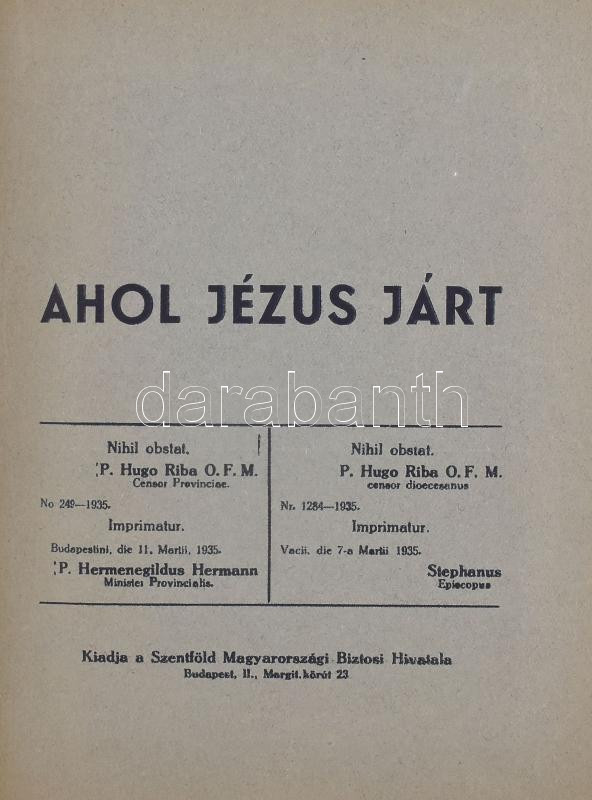 AHOL JÉZUS JÁRT
darabanth
Nihil obstat.
P. Hugo Riba O. F. M.
Censor Provinciae.
No 249—1935.
Imprimatur.
Budapestini, die 11. Martii, 1935.
P. Hermenegildus Hermann
Minister Provincialis.
Nihil obstat.
P. Hugo Riba O. F. M.
censor dioecesanus
Nr. 1284—1935.
Imprimatur.
Vacii, die 7-a Martii 1935.
Stephanus
Episcopus
Kiadja a Szentföld Magyarországi Biztosi Hivatala
Budapest, II., Margit-körút 23